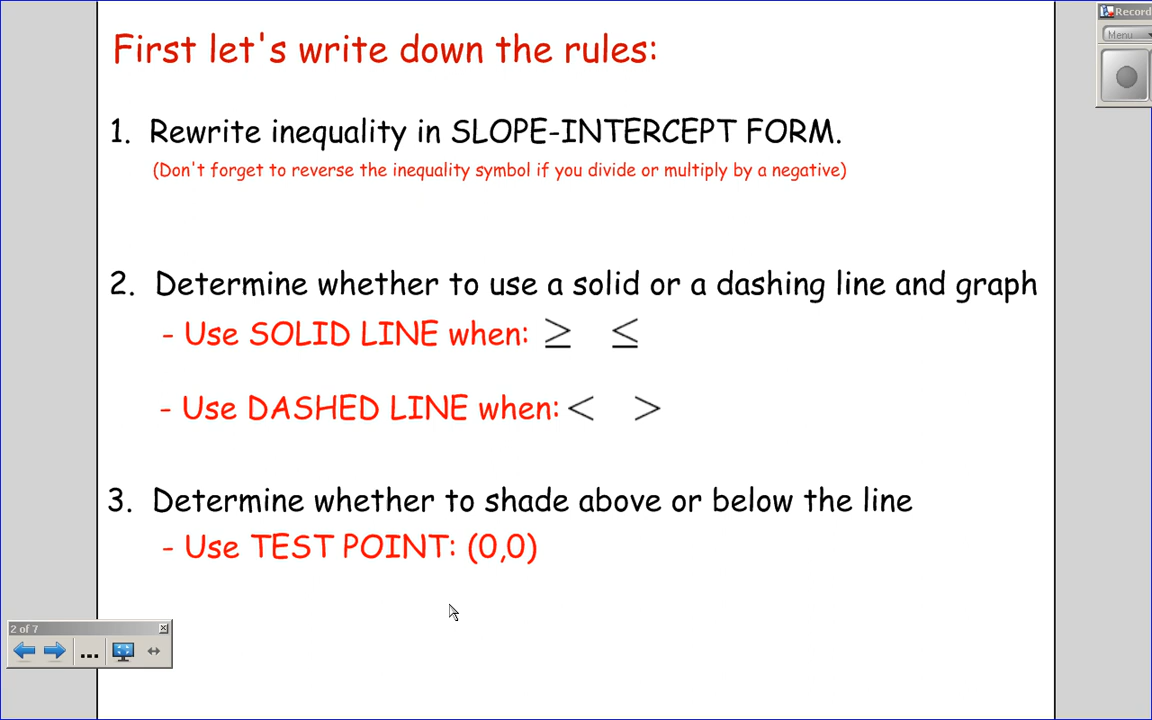 First let's write down the rules:
Record
Menu
1. Rewrite inequality in SLOPE-INTERCEPT FORM.
(Don't forget to reverse the inequality symbol if you divide or multiply by a negative)
2. Determine whether to use a solid or a dashing line and graph
- Use SOLID LINE when: ≥ ≤
- Use DASHED LINE when: < >
3. Determine whether to shade above or below the line
- Use TEST POINT: (0,0)
2 of 7
...